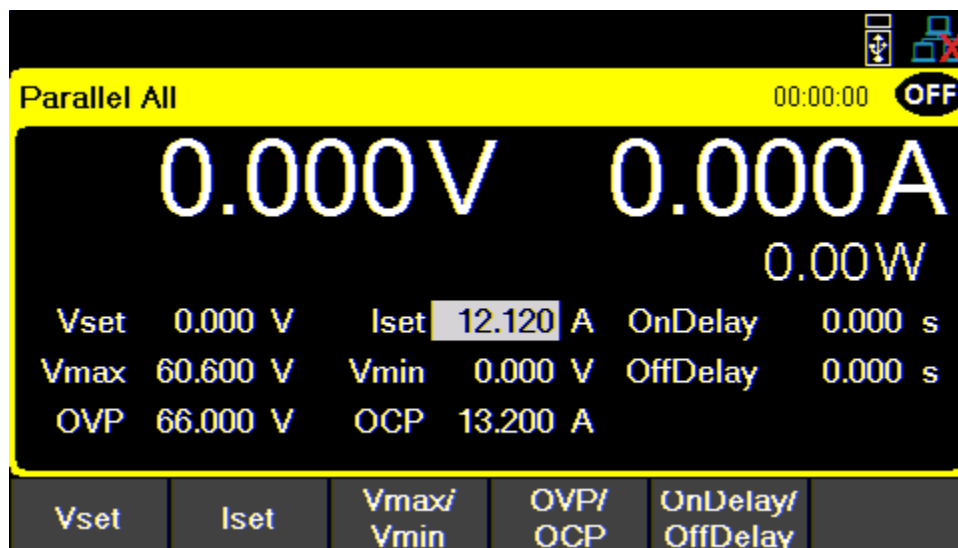 Parallel All 00:00:00 OFF
0.000V 0.000A
0.00W
Vset 0.000 V Iset 12.120 A OnDelay 0.000 s
Vmax 60.600 V Vmin 0.000 V OffDelay 0.000 s
OVP 66.000 V OCP 13.200 A
Vset Iset Vmax/ OVP/ OnDelay/
Vmin OCP OffDelay